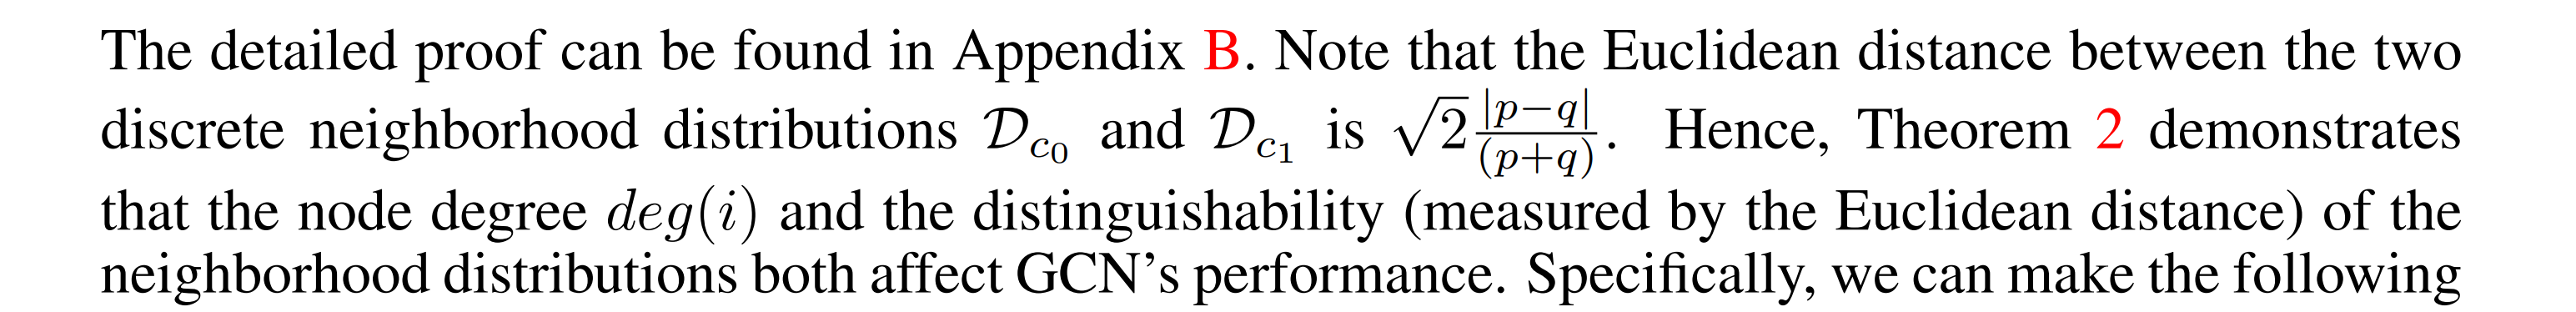 The detailed proof can be found in Appendix B. Note that the Euclidean distance between the two
discrete neighborhood distributions $\mathcal{D}_{c_0}$ and $\mathcal{D}_{c_1}$ is $\sqrt{2}\frac{|p-q|}{(p+q)}$. Hence, Theorem 2 demonstrates
that the node degree $deg(i)$ and the distinguishability (measured by the Euclidean distance) of the
neighborhood distributions both affect GCN’s performance. Specifically, we can make the following